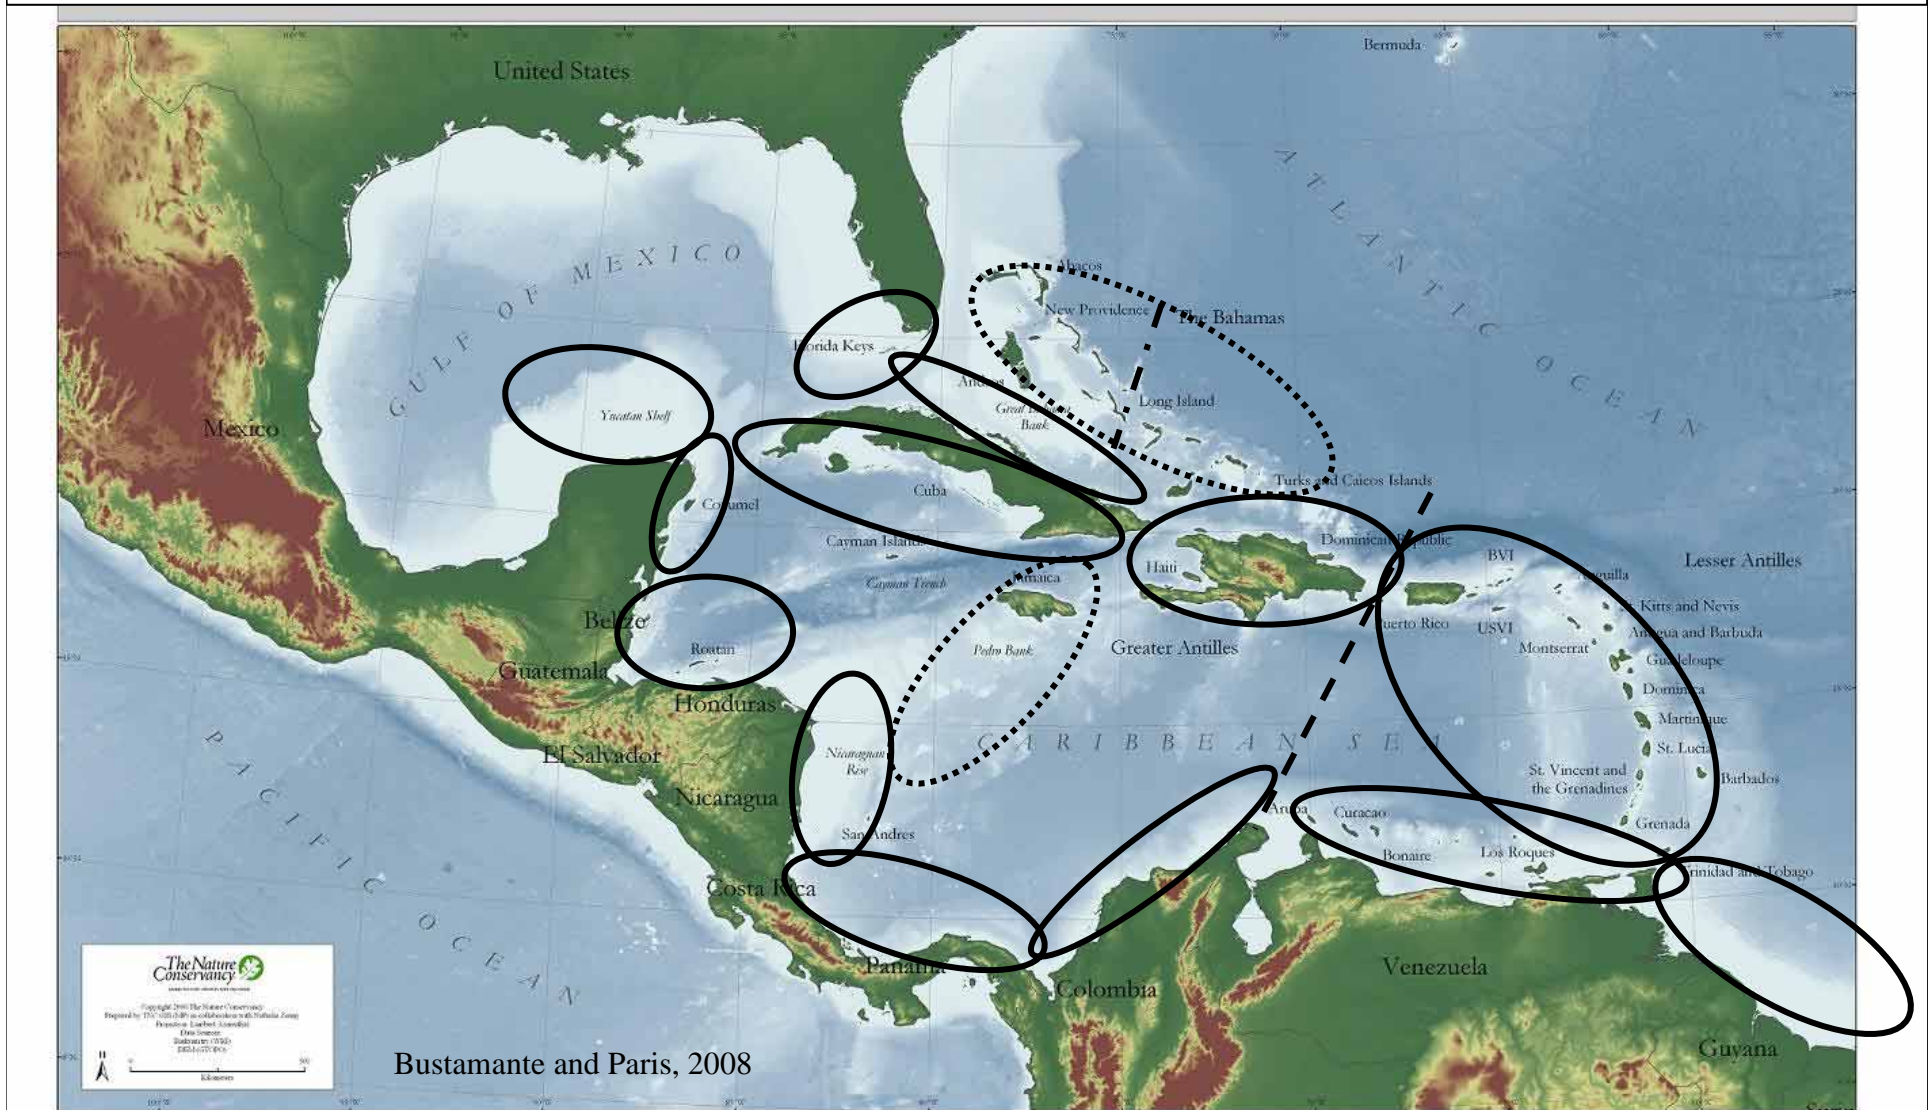 Bermuda
United States
ATLANTIC OCEAN
GULF OF MEXICO
Abacos
New Providence
The Bahamas
Florida Keys
Andros
Long Island
Great Bahama
Bank
Yucatan Shelf
Mexico
Turks and Caicos Islands
Cuba
Cozumel
Cayman Islands
Dominican Republic
BVI
Lesser Antilles
Haiti
Jamaica
Cayman Trench
Anguilla
St. Kitts and Nevis
Belize
Puerto Rico
USVI
Antigua and Barbuda
Roatan
Pedro Bank
Greater Antilles
Montserrat
Guadeloupe
Guatemala
Dominica
Honduras
Martinique
CARIBBEAN SEA
St. Lucia
El Salvador
Nicaraguan
Rise
St. Vincent and
the Grenadines
Barbados
PACIFIC OCEAN
Nicaragua
Aruba
Curacao
San Andres
Grenada
Bonaire
Los Roques
Trinidad and Tobago
Costa Rica
Panama
Venezuela
Colombia
Guyana
The Nature
Conservancy
Kilometers
N
0
500
Bustamante and Paris, 2008